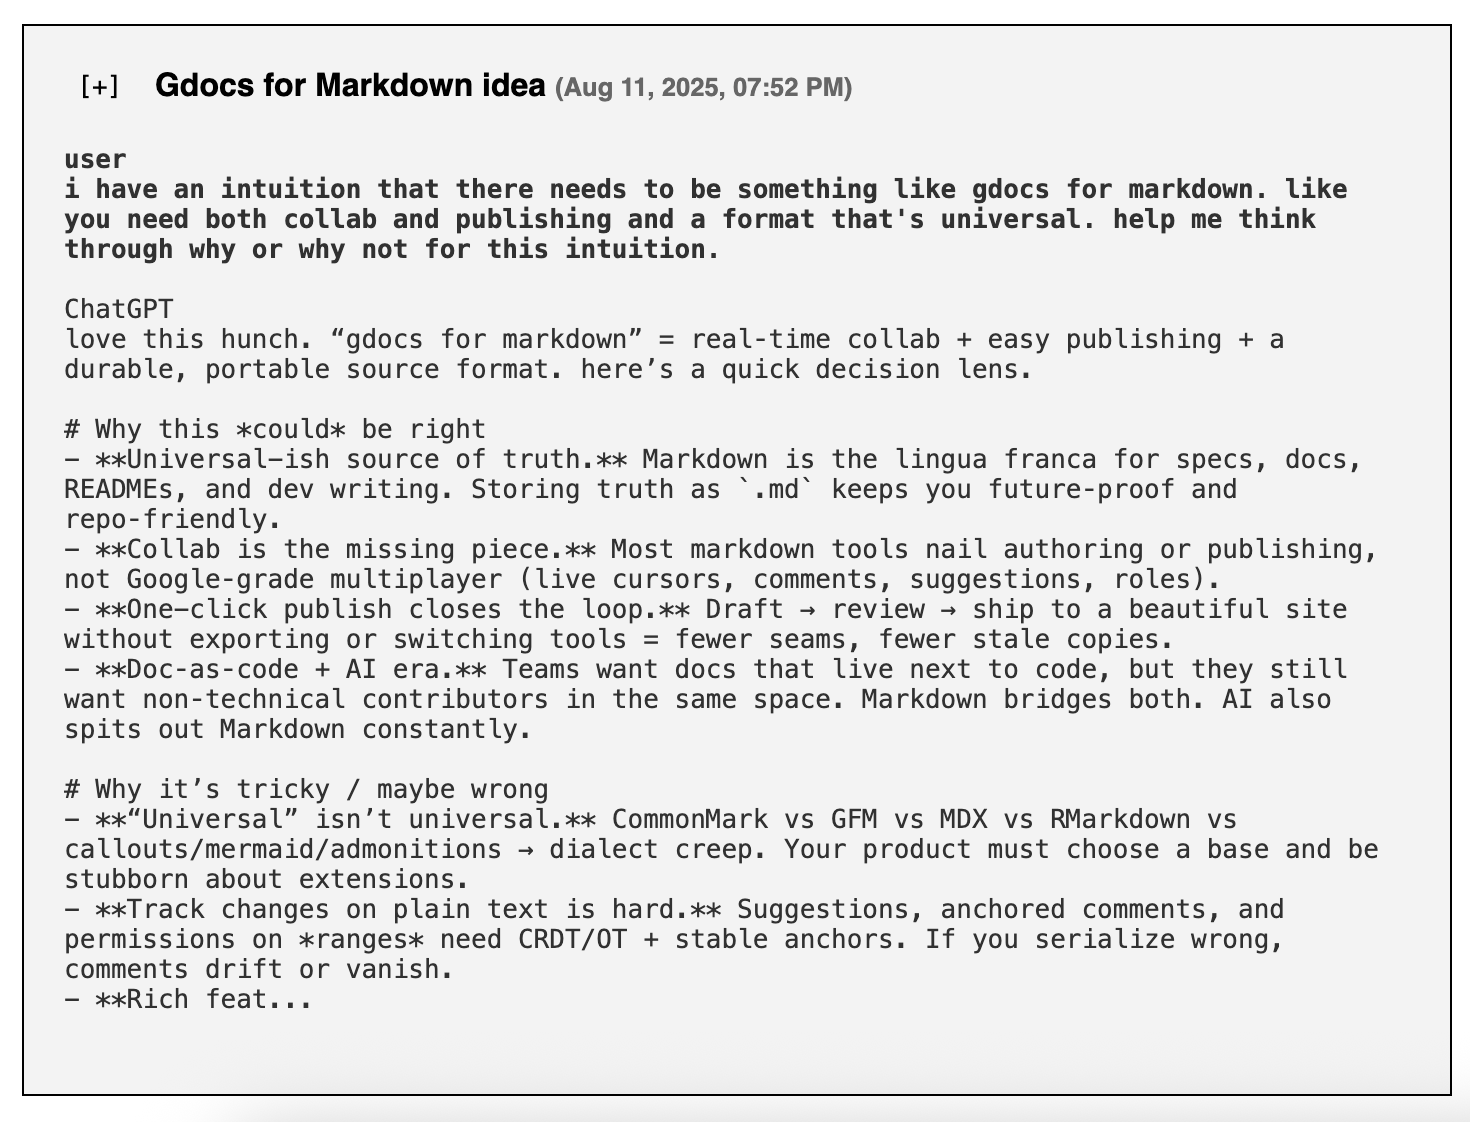 [+] Gdocs for Markdown idea (Aug 11, 2025, 07:52 PM)
user
i have an intuition that there needs to be something like gdocs for markdown. like
you need both collab and publishing and a format that's universal. help me think
through why or why not for this intuition.
ChatGPT
love this hunch. “gdocs for markdown” = real-time collab + easy publishing + a
durable, portable source format. here’s a quick decision lens.
# Why this *could* be right
– **Universal–ish source of truth.** Markdown is the lingua franca for specs, docs,
READMEs, and dev writing. Storing truth as `.md` keeps you future-proof and
repo-friendly.
– **Collab is the missing piece.** Most markdown tools nail authoring or publishing,
not Google-grade multiplayer (live cursors, comments, suggestions, roles).
– **One–click publish closes the loop.** Draft → review → ship to a beautiful site
without exporting or switching tools = fewer seams, fewer stale copies.
– **Doc-as-code + AI era.** Teams want docs that live next to code, but they still
want non-technical contributors in the same space. Markdown bridges both. AI also
spits out Markdown constantly.
# Why it’s tricky / maybe wrong
– **“Universal” isn’t universal.** CommonMark vs GFM vs MDX vs RMarkdown vs
callouts/mermaid/admonitions → dialect creep. Your product must choose a base and be
stubborn about extensions.
– **Track changes on plain text is hard.** Suggestions, anchored comments, and
permissions on *ranges* need CRDT/OT + stable anchors. If you serialize wrong,
comments drift or vanish.
– **Rich feat...